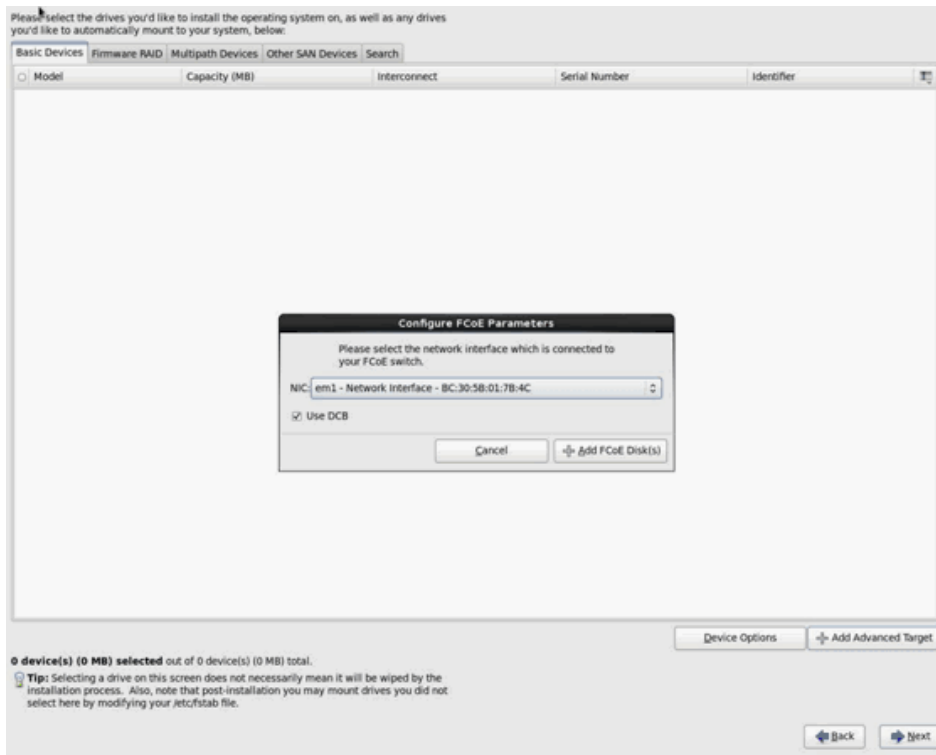 Please select the drives you'd like to install the operating system on, as well as any drives
you'd like to automatically mount to your system, below:
Basic Devices Firmware RAID Multipath Devices Other SAN Devices Search
Model Capacity (MB) Interconnect Serial Number Identifier
Configure FCoE Parameters
Please select the network interface which is connected to
your FCoE switch.
NIC: em1 - Network Interface - BC:30:5B:01:7B:4C
Use DCB
Cancel Add FCoE Disk(s)
Device Options Add Advanced Target
0 device(s) (0 MB) selected out of 0 device(s) (0 MB) total.
Tip: Selecting a drive on this screen does not necessarily mean it will be wiped by the
installation process. Also, note that post-installation you may mount drives you did not
select here by modifying your /etc/fstab file.
Back Next